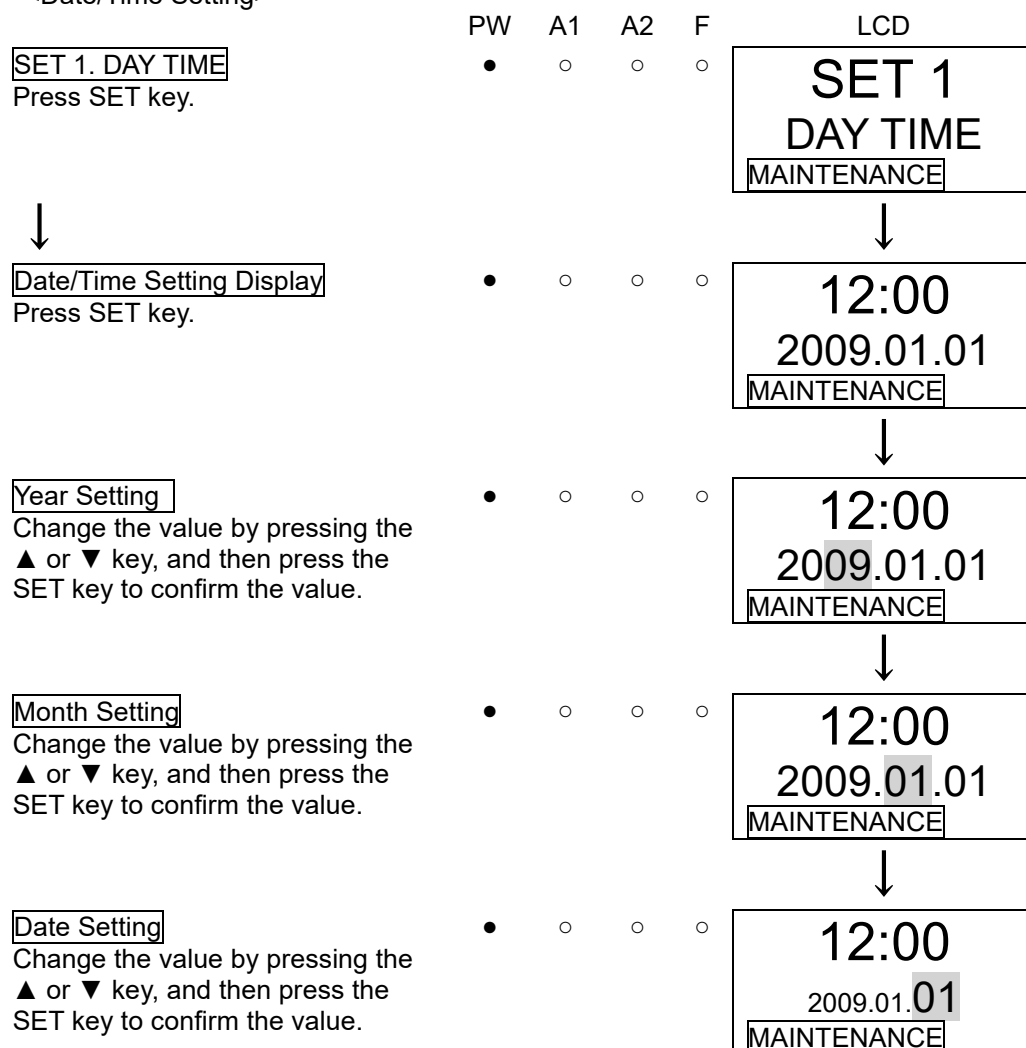 <Date/Time Setting>
PW A1 A2 F LCD
SET 1. DAY TIME ● ○ ○ ○ SET 1
Press SET key.
DAY TIME
MAINTENANCE
↓ ↓
Date/Time Setting Display ● ○ ○ ○ 12:00
Press SET key.
2009.01.01
MAINTENANCE
↓
Year Setting ● ○ ○ ○ 12:00
Change the value by pressing the
▲ or ▼ key, and then press the 2009.01.01
SET key to confirm the value.
MAINTENANCE
↓
Month Setting ● ○ ○ ○ 12:00
Change the value by pressing the
▲ or ▼ key, and then press the 2009.01.01
SET key to confirm the value.
MAINTENANCE
↓
Date Setting ● ○ ○ ○ 12:00
Change the value by pressing the
▲ or ▼ key, and then press the 2009.01.01
SET key to confirm the value.
MAINTENANCE